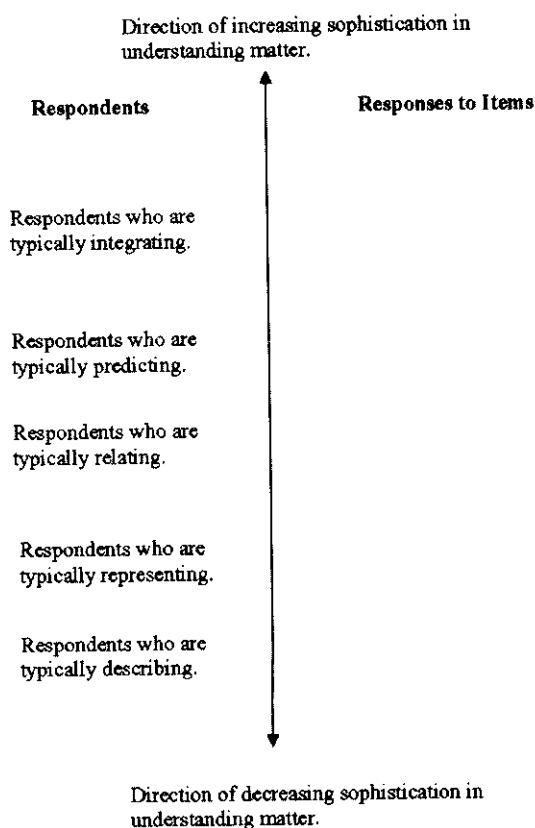 Direction of increasing sophistication in
understanding matter.
Respondents
Responses to Items
Respondents who are
typically integrating.
Respondents who are
typically predicting.
Respondents who are
typically relating.
Respondents who are
typically representing.
Respondents who are
typically describing.
Direction of decreasing sophistication in
understanding matter.